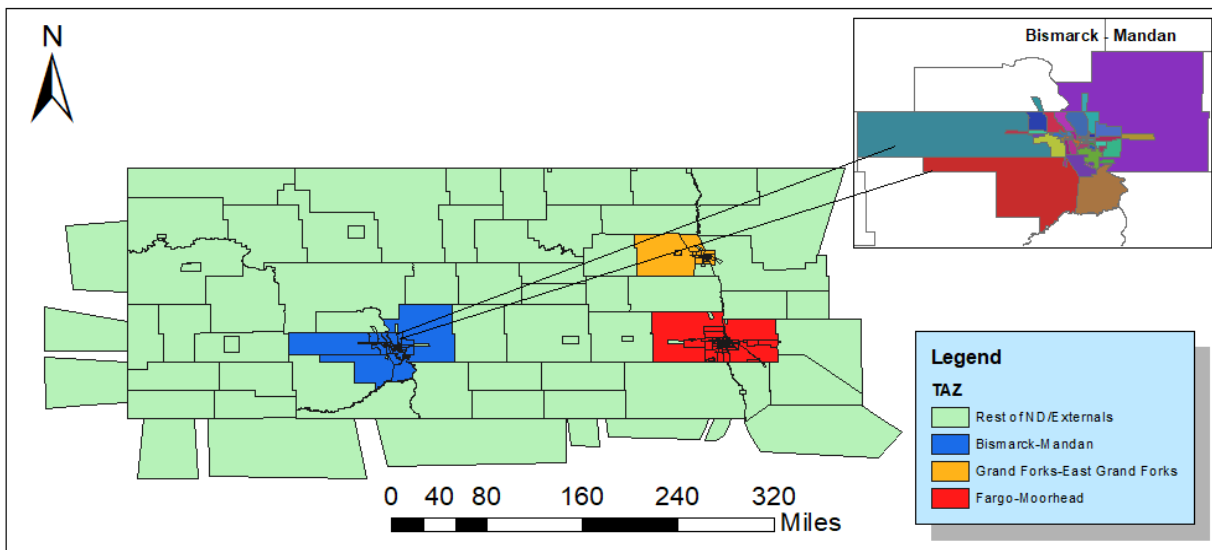 N
Bismarck - Mandan
Legend
TAZ
Rest of ND/Externals
Bismarck-Mandan
Grand Forks-East Grand Forks
Fargo-Moorhead
0 40 80 160 240 320
Miles